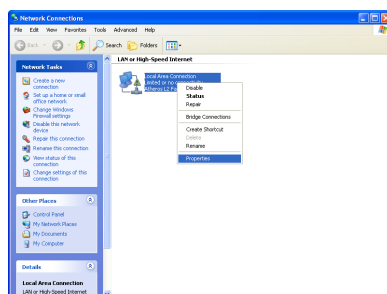 Network Connections
File Edit View Favorites Tools Advanced Help
Back Search Folders
LAN or High-Speed Internet
Network Tasks
Create a new
connection
Set up a home or small
office network
Change Windows
Firewall settings
Disable this network
device
Repair this connection
Rename this connection
View status of this
connection
Change settings of this
connection
Local Area Connection
Limited or no
Atheros L2
Disable
Status
Repair
Bridge Connections
Create Shortcut
Delete
Rename
Properties
Other Places
Control Panel
My Network Places
My Documents
My Computer
Details
Local Area Connection
LAN or High-Speed Internet